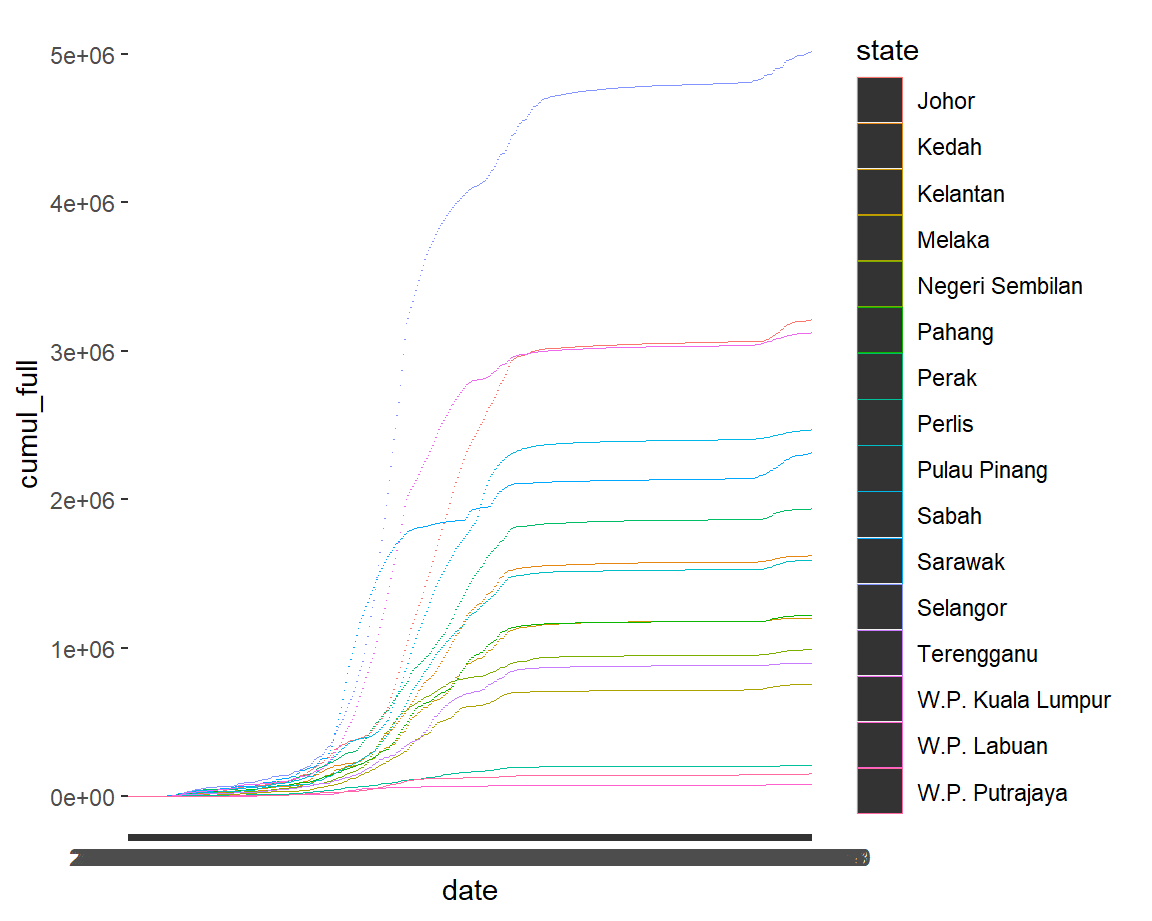 5e+06
4e+06
3e+06
2e+06
1e+06
0e+00
cumul_full
date
state
Johor
Kedah
Kelantan
Melaka
Negeri Sembilan
Pahang
Perak
Perlis
Pulau Pinang
Sabah
Sarawak
Selangor
Terengganu
W.P. Kuala Lumpur
W.P. Labuan
W.P. Putrajaya